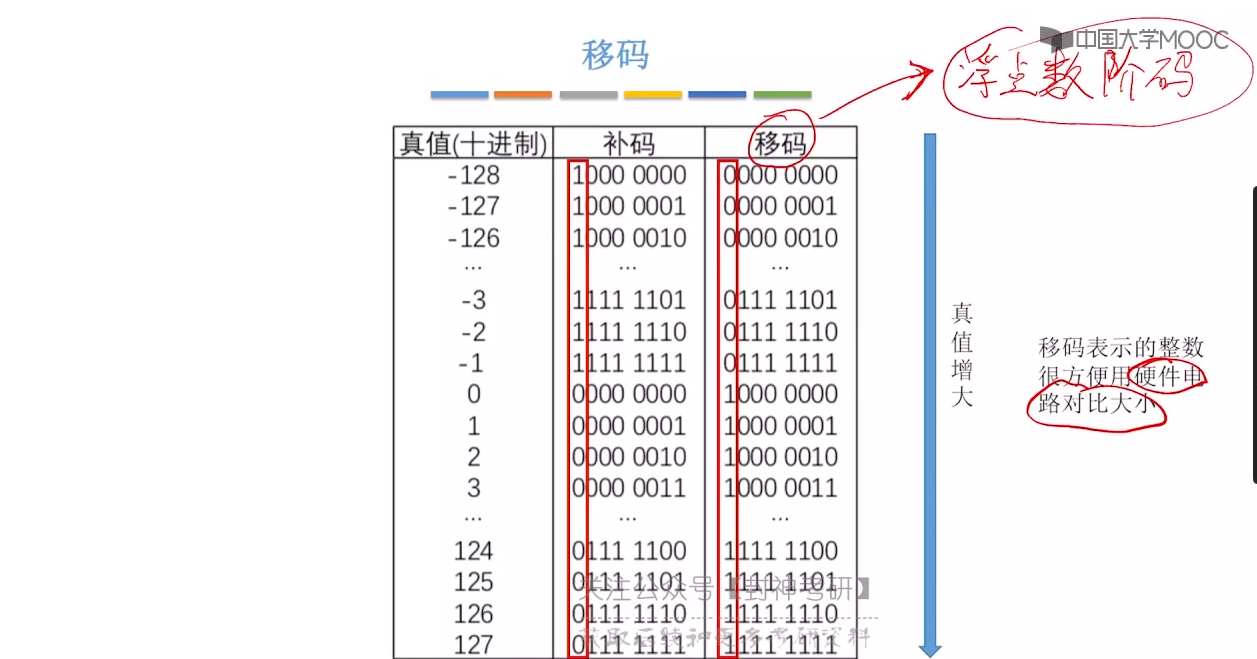 中国大学MOOC
移码
浮点数阶码
真值(十进制) 补码 移码
-128 1000 0000 0000 0000
-127 1000 0001 0000 0001
-126 1000 0010 0000 0010
... ... ...
-3 1111 1101 0111 1101
-2 1111 1110 0111 1110
-1 1111 1111 0111 1111
0 0000 0000 1000 0000
1 0000 0001 1000 0001
2 0000 0010 1000 0010
3 0000 0011 1000 0011
... ... ...
124 0111 1100 1111 1100
125 0111 1101 1111 1101
126 0111 1110 1111 1110
127 0111 1111 1111 1111
真值增大
移码表示的整数
很方便用硬件电
路对比大小
关注公众号【封神考研】